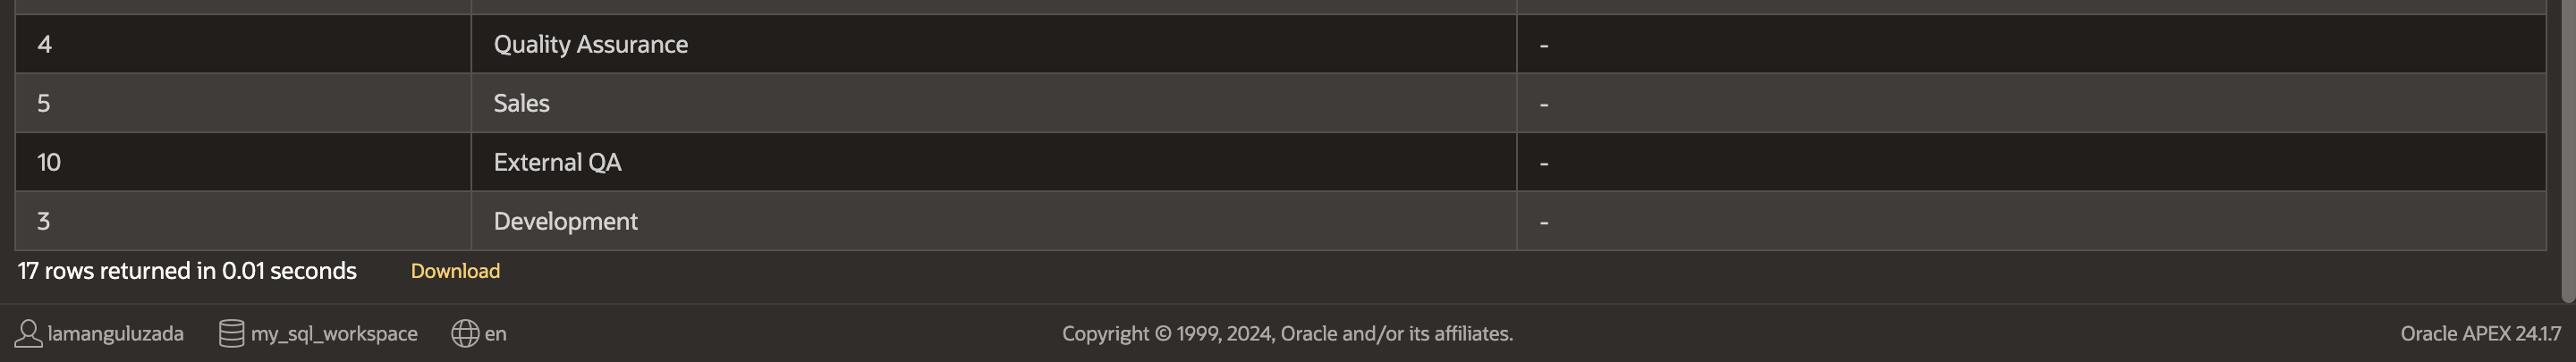 4 Quality Assurance -
5 Sales -
10 External QA -
3 Development -
17 rows returned in 0.01 seconds Download
lamanguluzada my_sql_workspace en Copyright © 1999, 2024, Oracle and/or its affiliates. Oracle APEX 24.1.7